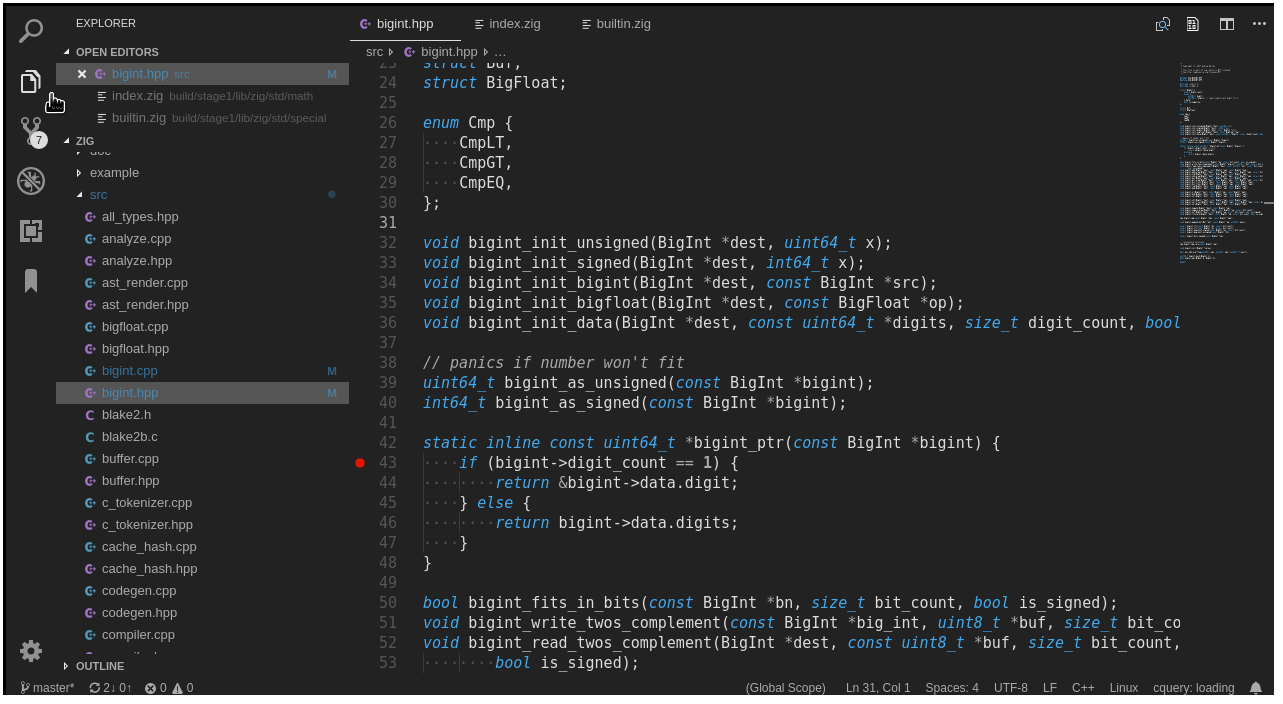 EXPLORER
OPEN EDITORS
bigint.hpp src M
index.zig build/stage1/lib/zig/std/math
builtin.zig build/stage1/lib/zig/std/special
7
ZIG
doc
example
src
all_types.hpp
analyze.cpp
analyze.hpp
ast_render.cpp
ast_render.hpp
bigfloat.cpp
bigfloat.hpp
bigint.cpp M
bigint.hpp M
blake2.h
blake2b.c
buffer.cpp
buffer.hpp
c_tokenizer.cpp
c_tokenizer.hpp
cache_hash.cpp
cache_hash.hpp
codegen.cpp
codegen.hpp
compiler.cpp
OUTLINE
bigint.hpp index.zig builtin.zig
src bigint.hpp …
23 struct Buf;
24 struct BigFloat;
25
26 enum Cmp {
27 ····CmpLT,
28 ····CmpGT,
29 ····CmpEQ,
30 };
31
32 void bigint_init_unsigned(BigInt *dest, uint64_t x);
33 void bigint_init_signed(BigInt *dest, int64_t x);
34 void bigint_init_bigint(BigInt *dest, const BigInt *src);
35 void bigint_init_bigfloat(BigInt *dest, const BigFloat *op);
36 void bigint_init_data(BigInt *dest, const uint64_t *digits, size_t digit_count, bool
37
38 // panics if number won't fit
39 uint64_t bigint_as_unsigned(const BigInt *bigint);
40 int64_t bigint_as_signed(const BigInt *bigint);
41
42 static inline const uint64_t *bigint_ptr(const BigInt *bigint) {
43 ····if (bigint->digit_count == 1) {
44 ········return &bigint->data.digit;
45 ····} else {
46 ········return bigint->data.digits;
47 ····}
48 }
49
50 bool bigint_fits_in_bits(const BigInt *bn, size_t bit_count, bool is_signed);
51 void bigint_write_twos_complement(const BigInt *big_int, uint8_t *buf, size_t bit_co
52 void bigint_read_twos_complement(BigInt *dest, const uint8_t *buf, size_t bit_count,
53 ········bool is_signed);
master* 2↓ 0↑ 0 0 (Global Scope) Ln 31, Col 1 Spaces: 4 UTF-8 LF C++ Linux cquery: loading